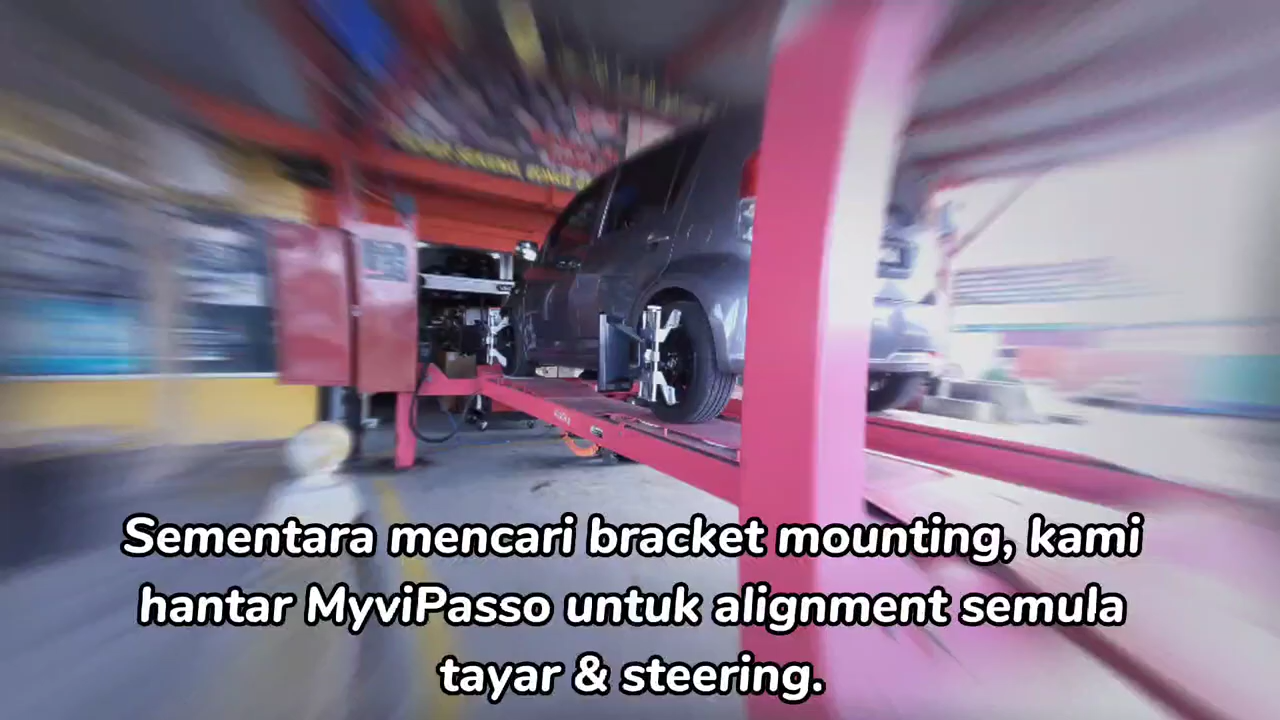 Sementara mencari bracket mounting, kami
hantar MyviPasso untuk alignment semula
tayar & steering.